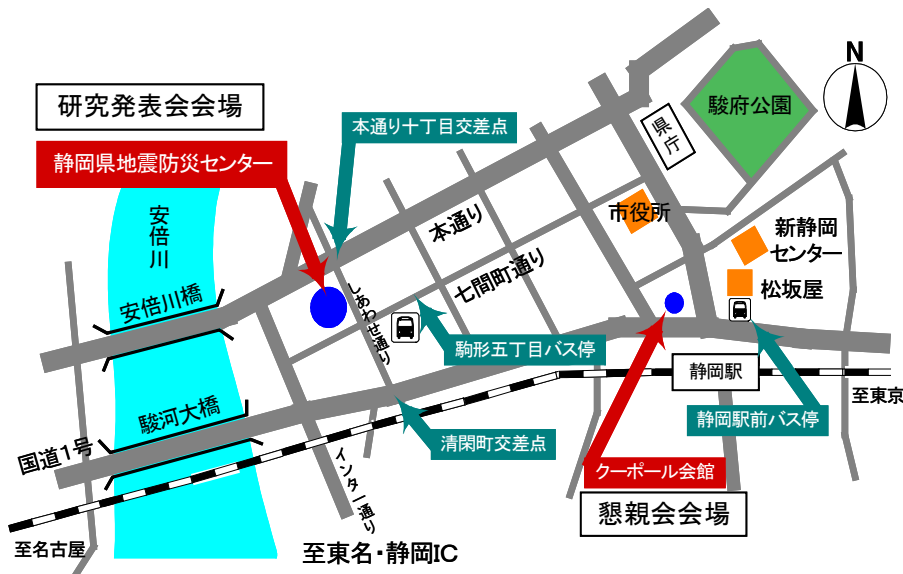 N
駿府公園
研究発表会会場
県庁
本通り十丁目交差点
静岡県地震防災センター
安倍川
市役所
本通り
新静岡
センター
七間町通り
松坂屋
安倍川橋
しあわせ通り
駒形五丁目バス停
静岡駅
至東京
駿河大橋
静岡駅前バス停
清閑町交差点
国道1号
クーポール会館
インター通り
懇親会会場
至名古屋
至東名・静岡IC